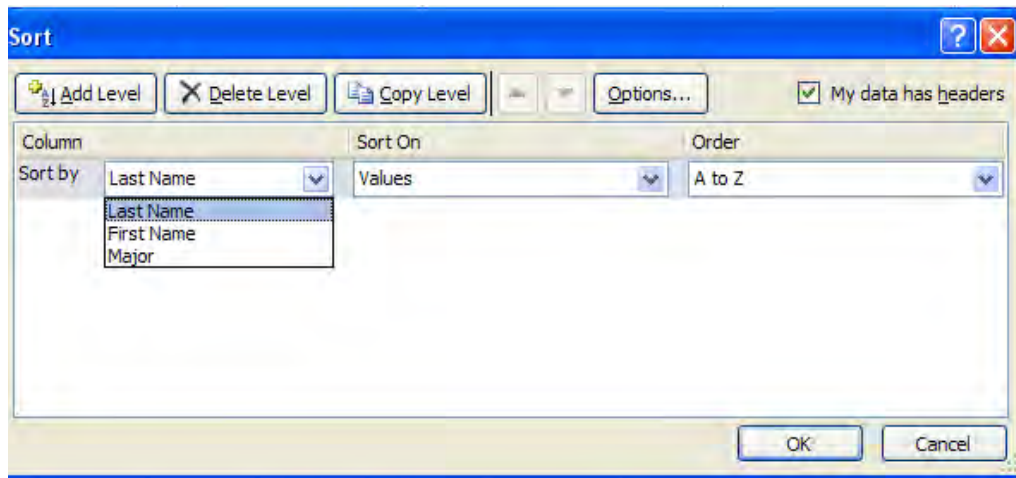 Sort
Add Level Delete Level Copy Level Options... My data has headers
Column Sort On Order
Sort by Last Name Values A to Z
Last Name
First Name
Major
OK Cancel